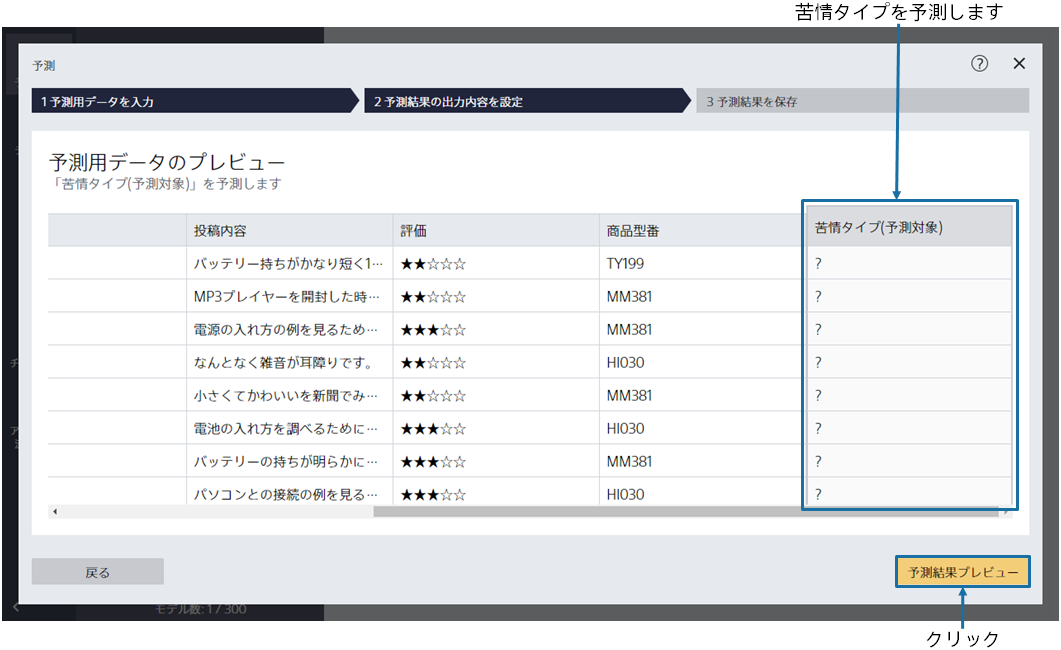 苦情タイプを予測します
予測
?
1 予測用データを入力
2 予測結果の出力内容を設定
3 予測結果を保存
予測用データのプレビュー
「苦情タイプ(予測対象)」を予測します
投稿内容 評価 商品型番 苦情タイプ(予測対象)
バッテリー持ちがかなり短く1… ★★☆☆☆ TY199 ?
MP3プレイヤーを開封した時… ★★☆☆☆ MM381 ?
電源の入れ方の例を見るため… ★★★☆☆ MM381 ?
なんとなく雑音が耳障りです。 ★★☆☆☆ HI030 ?
小さくてかわいいを新聞でみ… ★★☆☆☆ MM381 ?
電池の入れ方を調べるために… ★★★☆☆ HI030 ?
バッテリーの持ちが明らかに… ★★★☆☆ MM381 ?
パソコンとの接続の例を見る… ★★★☆☆ HI030 ?
戻る
予測結果プレビュー
モデル数: 1 / 300
クリック